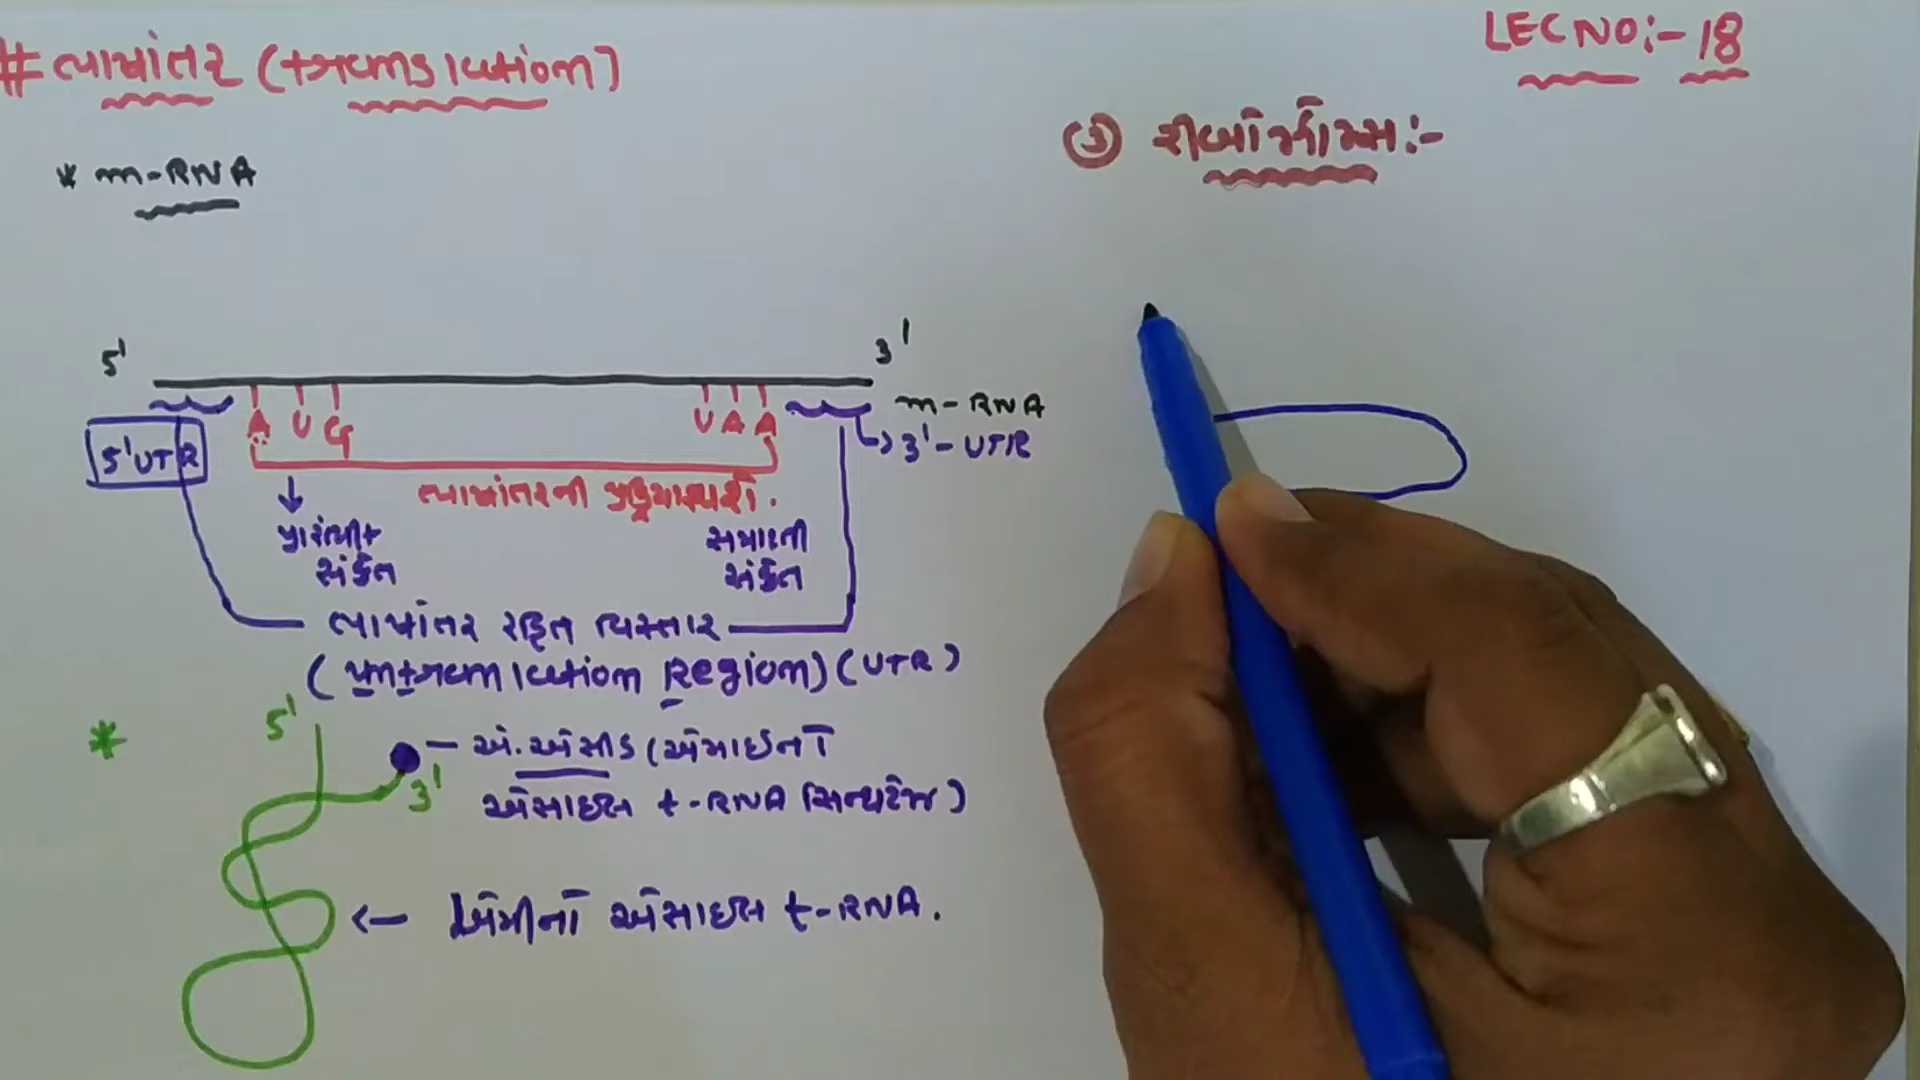 # ભાષાંતર (translation)
LEC NO:- 18
* m-RNA
③ રીબોઝોમ્સ:-
5' 3'
m-RNA
A U G U A A
3'-UTR
5'UTR
ભાષાંતરની
પ્રારંભીક
સંકેત
સમાપ્તી
સંકેત
ભાષાંતર રહિત વિસ્તાર
(Untranslation Region) (UTR)
* 5'
3'
એ. એસીડ (એમાઇનો
એસાઇલ t-RNA સિન્થેટેઝ)
← એમીનો એસાઇલ t-RNA.